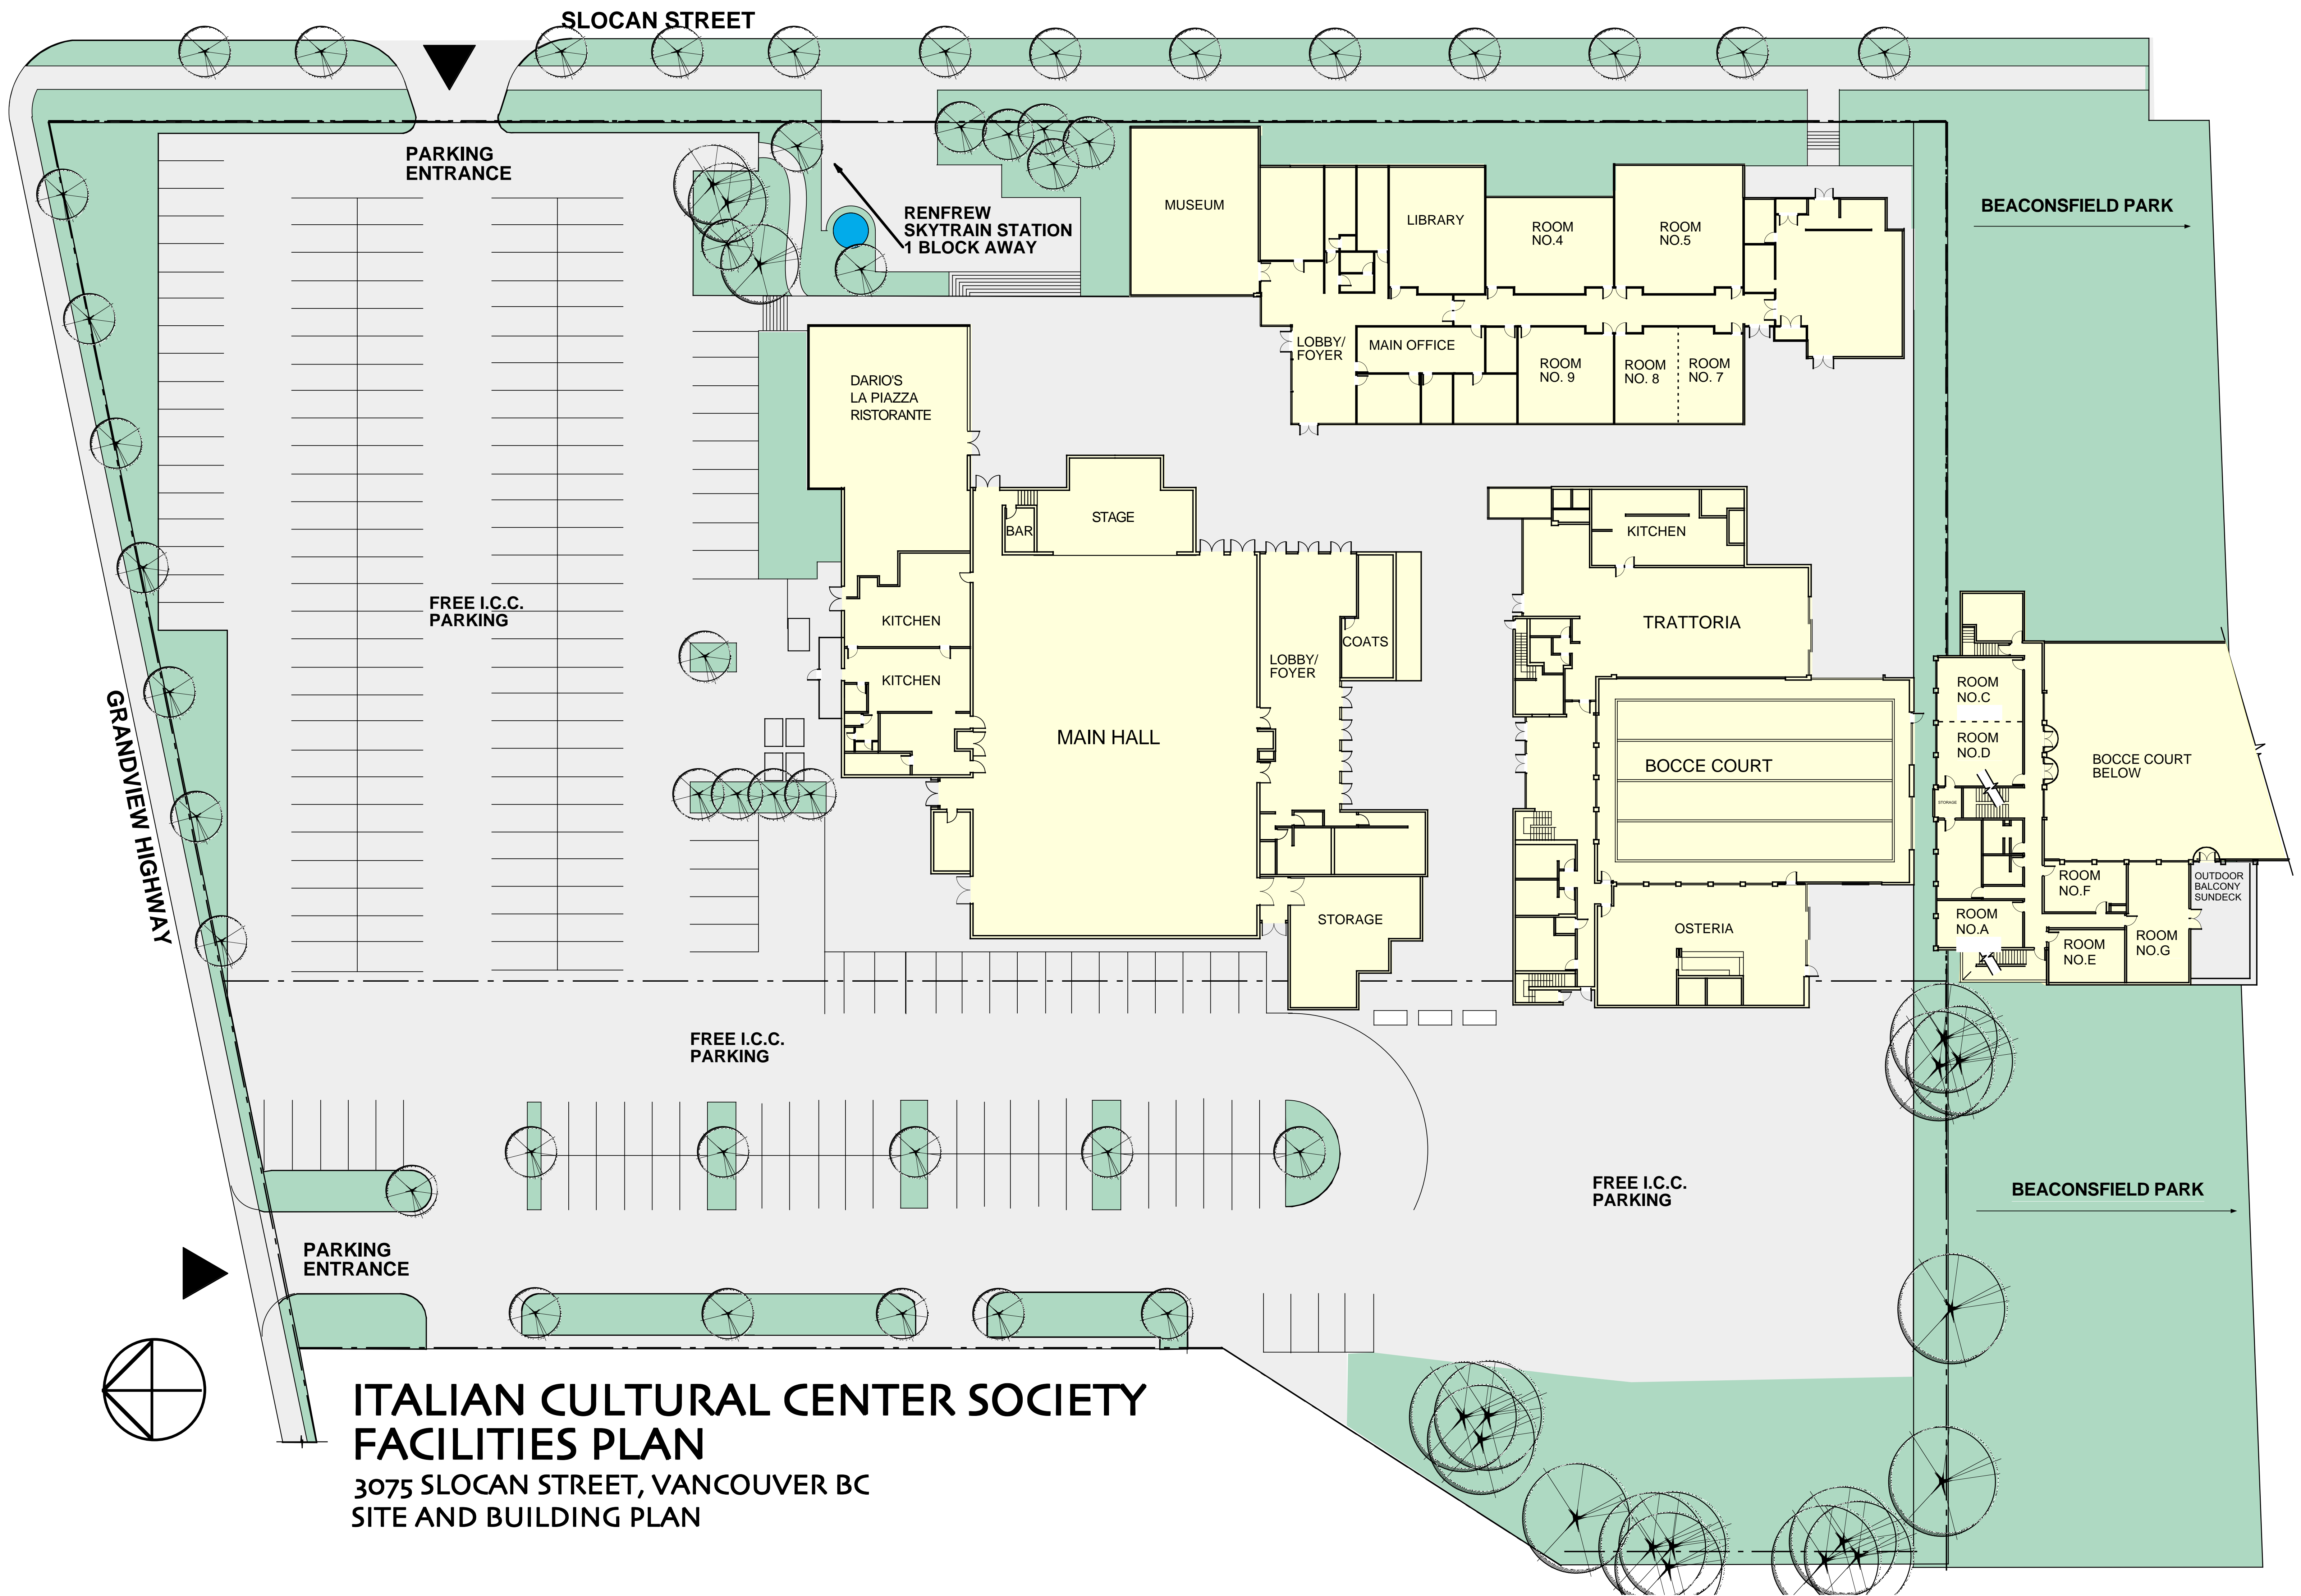 SLOCAN STREET
PARKING
ENTRANCE
RENFREW
SKYTRAIN STATION
1 BLOCK AWAY
MUSEUM
LIBRARY
ROOM
NO.4
ROOM
NO.5
BEACONSFIELD PARK
LOBBY/
FOYER
MAIN OFFICE
ROOM
NO. 9
ROOM
NO. 8
ROOM
NO. 7
DARIO'S
LA PIAZZA
RISTORANTE
BAR
STAGE
KITCHEN
FREE I.C.C.
PARKING
KITCHEN
KITCHEN
LOBBY/
FOYER
COATS
TRATTORIA
MAIN HALL
BOCCE COURT
ROOM
NO.C
ROOM
NO.D
STORAGE
BOCCE COURT
BELOW
GRANDVIEW HIGHWAY
STORAGE
OSTERIA
ROOM
NO.A
ROOM
NO.F
ROOM
NO.E
ROOM
NO.G
OUTDOOR
BALCONY
SUNDECK
FREE I.C.C.
PARKING
FREE I.C.C.
PARKING
BEACONSFIELD PARK
PARKING
ENTRANCE
ITALIAN CULTURAL CENTER SOCIETY
FACILITIES PLAN
3075 SLOCAN STREET, VANCOUVER BC
SITE AND BUILDING PLAN